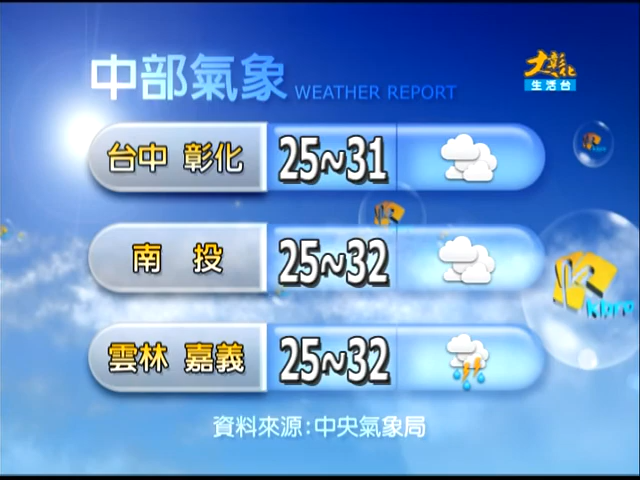 中部氣象 WEATHER REPORT
大彰化
生活台
台中 彰化 25~31
南 投 25~32
雲林 嘉義 25~32
kbro
資料來源:中央氣象局